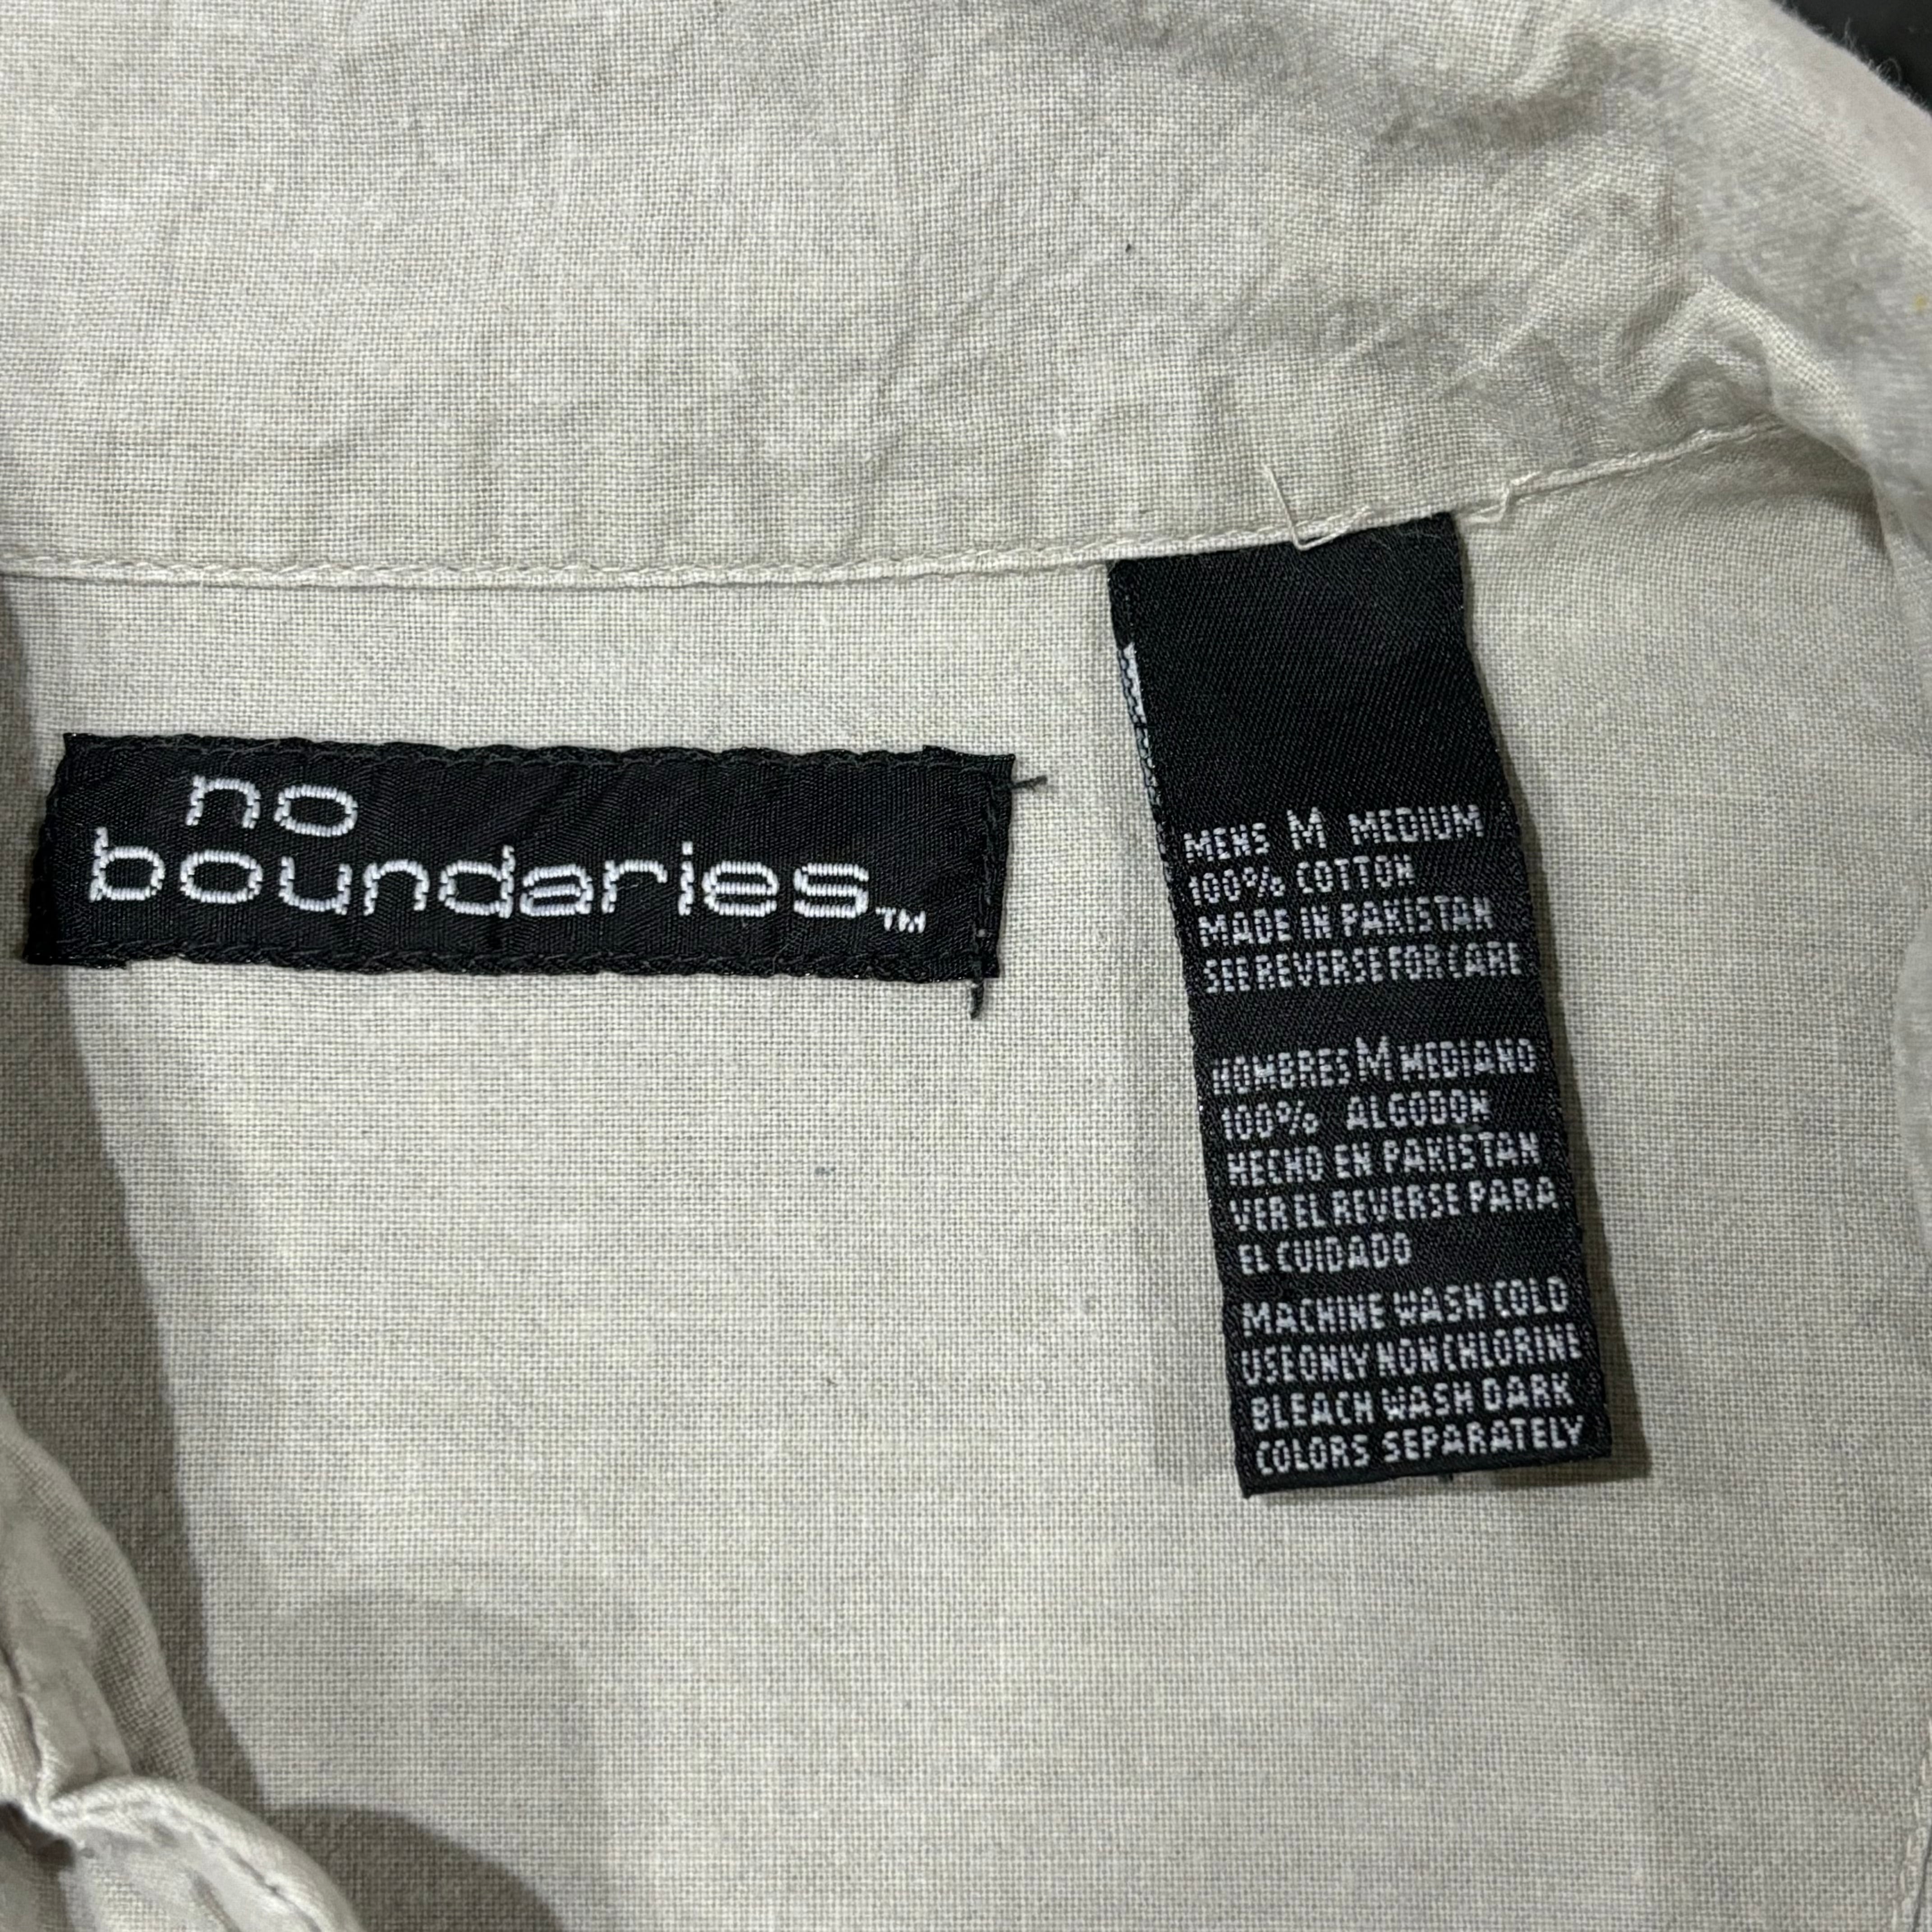 no
boundaries™
MENS M MEDIUM
100% COTTON
MADE IN PAKISTAN
SEE REVERSE FOR CARE
HOMBRES M MEDIANO
100% ALGODON
HECHO EN PAKISTAN
VER EL REVERSE PARA
EL CUIDADO
MACHINE WASH COLD
USE ONLY NON CHLORINE
BLEACH WASH DARK
COLORS SEPARATELY